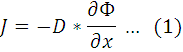 J = −D * ∂Φ/∂x … (1)